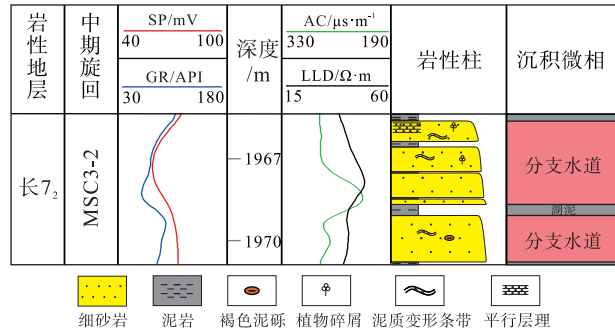 岩性地层 中期旋回 SP/mV 40 100 GR/API 30 180 深度/m AC/μs·m⁻¹ 330 190 LLD/Ω·m 15 60 岩性柱 沉积微相
长7₂ MSC3-2
1967
1970
分支水道
湖泥
分支水道
细砂岩 泥岩 褐色泥砾 植物碎屑 泥质变形条带 平行层理